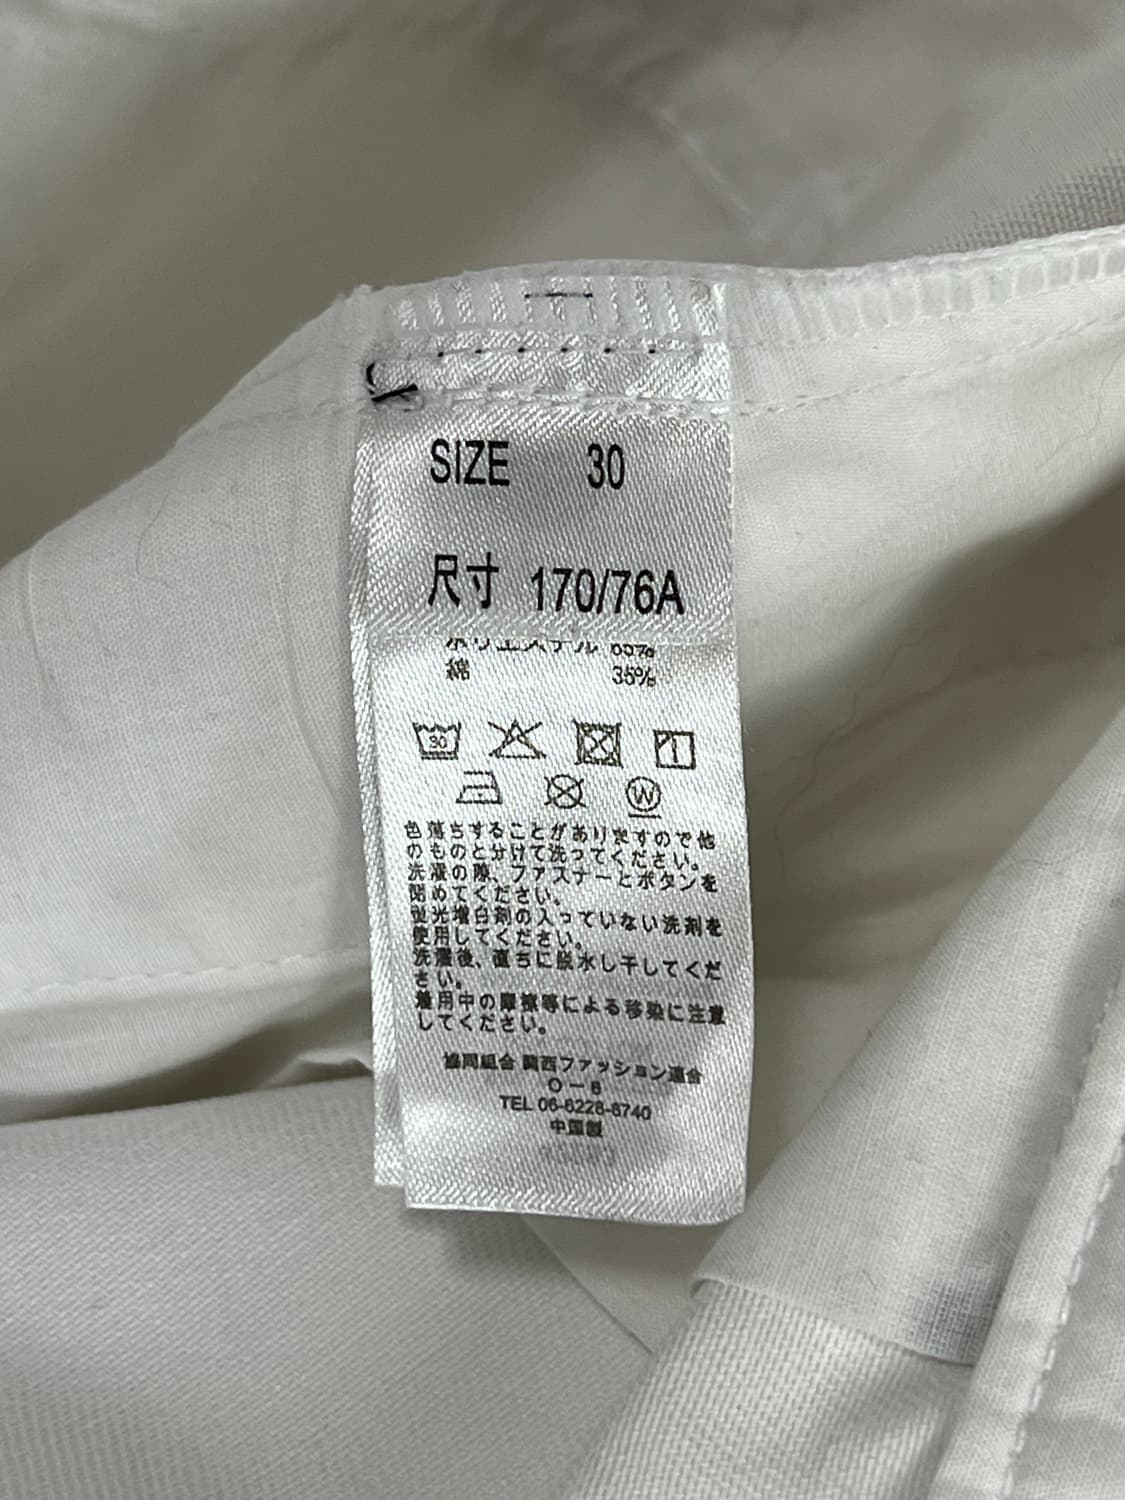 SIZE 30
尺寸 170/76A
ポリエステル 65%
綿 35%
30
W
色落ちすることがありますので他
のものと分けて洗ってください。
洗濯の際、ファスナーとボタンを
閉めてください。
蛍光増白剤の入っていない洗剤を
使用してください。
洗濯後、直ちに脱水し干してくだ
さい。
着用中の摩擦等による移染に注意
してください。
協同組合 関西ファッション連合
O-6
TEL 06-6228-6740
中国製